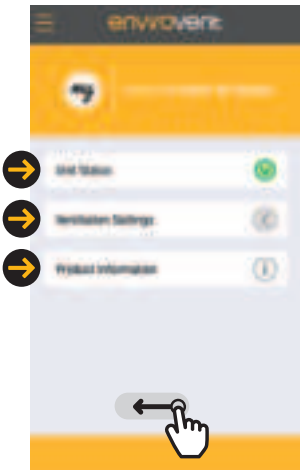 envirovent
Unit Status
Ventilation Settings
Product Information